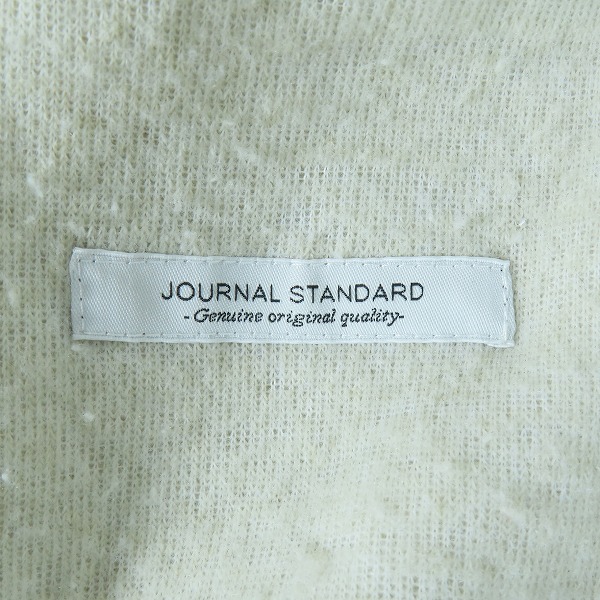 JOURNAL STANDARD
- Genuine original quality-